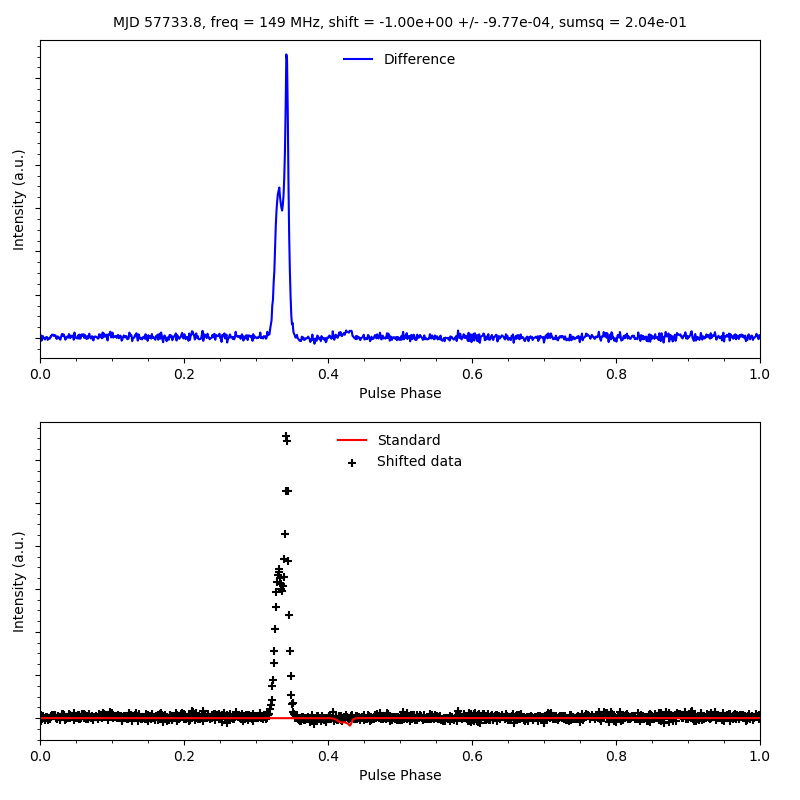 MJD 57733.8, freq = 149 MHz, shift = -1.00e+00 +/- -9.77e-04, sumsq = 2.04e-01
Difference
Intensity (a.u.)
0.0 0.2 0.4 0.6 0.8 1.0
Pulse Phase
Standard
Shifted data
Intensity (a.u.)
0.0 0.2 0.4 0.6 0.8 1.0
Pulse Phase